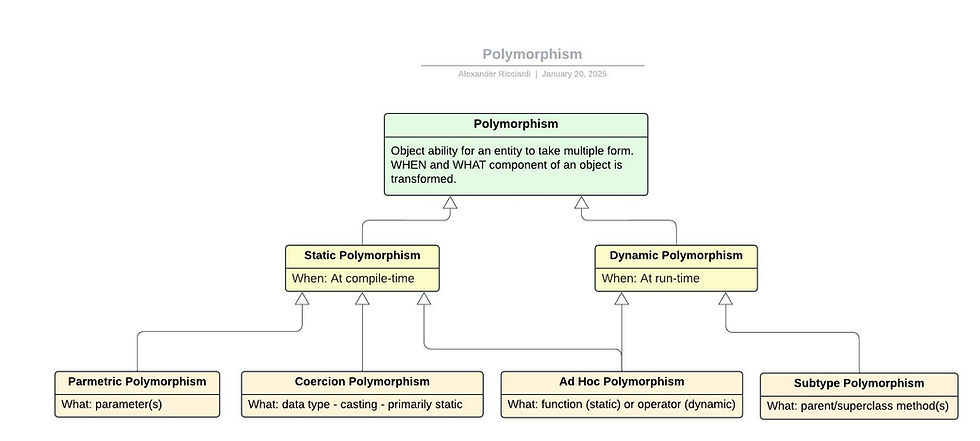 Polymorphism
Alexander Ricciardi | January 20, 2025
Polymorphism
Object ability for an entity to take multiple form.
WHEN and WHAT component of an object is
transformed.
Static Polymorphism
When: At compile-time
Dynamic Polymorphism
When: At run-time
Parmetric Polymorphism
What: parameter(s)
Coercion Polymorphism
What: data type - casting - primarily static
Ad Hoc Polymorphism
What: function (static) or operator (dynamic)
Subtype Polymorphism
What: parent/superclass method(s)